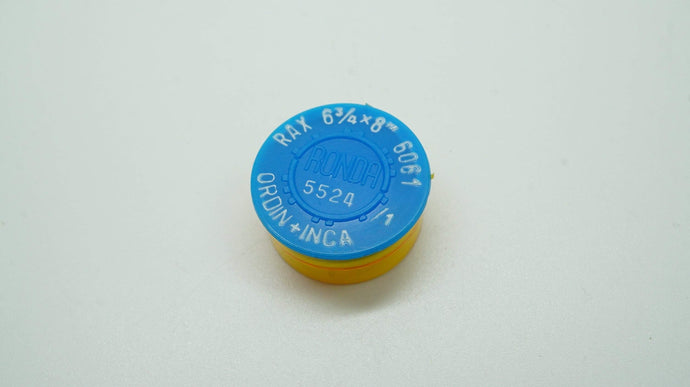 RAX 6¾×8''' 6061
RONDA
5524
/1
ORDIN+INCA